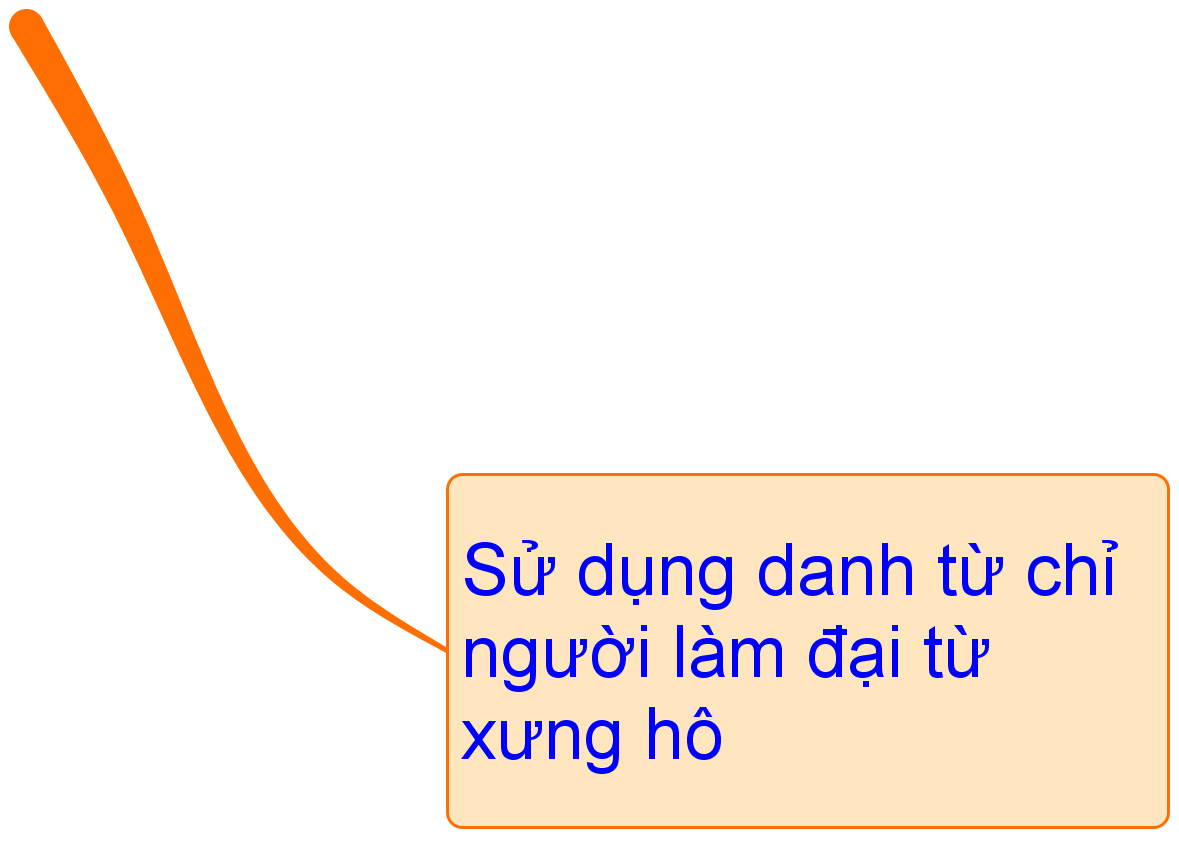 Sử dụng danh từ chỉ
người làm đại từ
xưng hô